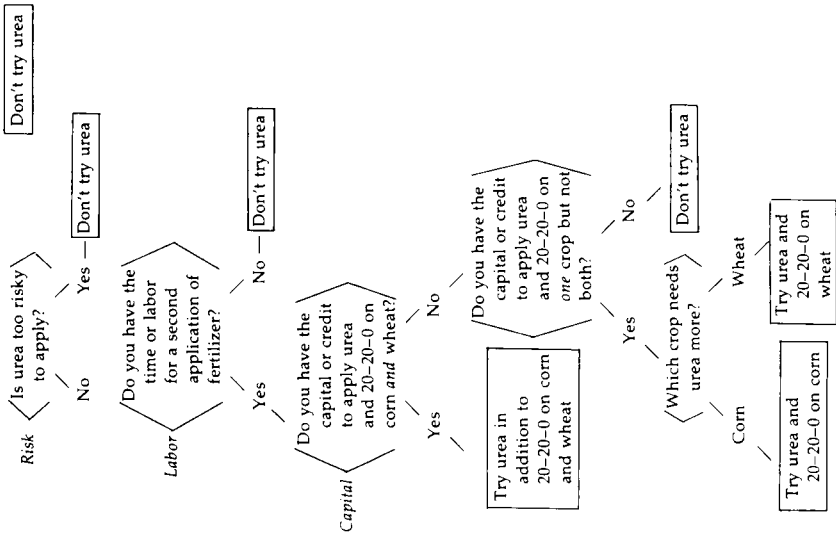 Don't try urea
Risk
Is urea too risky
to apply?
No
Yes
Don't try urea
Labor
Do you have the
time or labor
for a second
application of
fertilizer?
Yes
No
Don't try urea
Capital
Do you have the
capital or credit
to apply urea
and 20–20–0 on
corn and wheat?
Yes
No
Try urea in
addition to
20–20–0 on corn
and wheat
Do you have the
capital or credit
to apply urea
and 20–20–0 on
one crop but not
both?
Yes
No
Don't try urea
Which crop needs
urea more?
Corn
Wheat
Try urea and
20–20–0 on corn
Try urea and
20–20–0 on
wheat